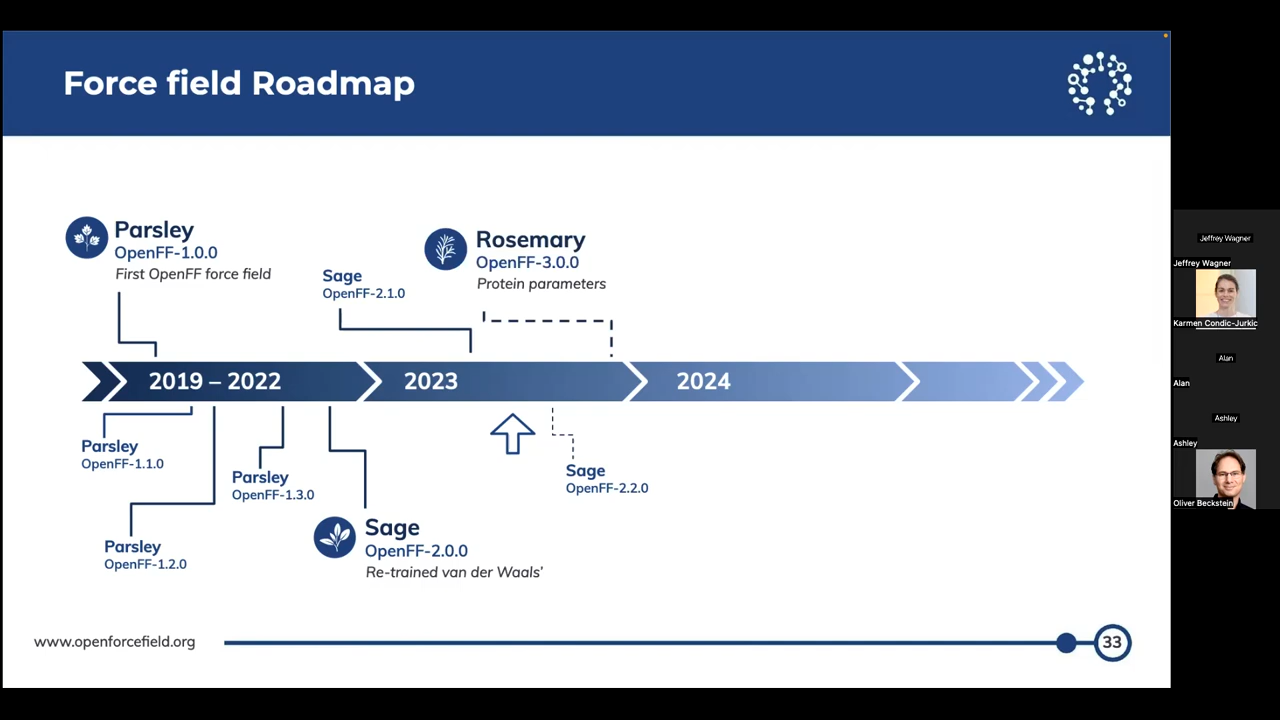 Force field Roadmap
Parsley
OpenFF-1.0.0
First OpenFF force field
Sage
OpenFF-2.1.0
Rosemary
OpenFF-3.0.0
Protein parameters
2019 – 2022
2023
2024
Parsley
OpenFF-1.1.0
Parsley
OpenFF-1.2.0
Parsley
OpenFF-1.3.0
Sage
OpenFF-2.0.0
Re-trained van der Waals’
Sage
OpenFF-2.2.0
www.openforcefield.org
33
Jeffrey Wagner
Jeffrey Wagner
Karmen Condic-Jurkic
Alan
Alan
Ashley
Ashley
Oliver Beckstein